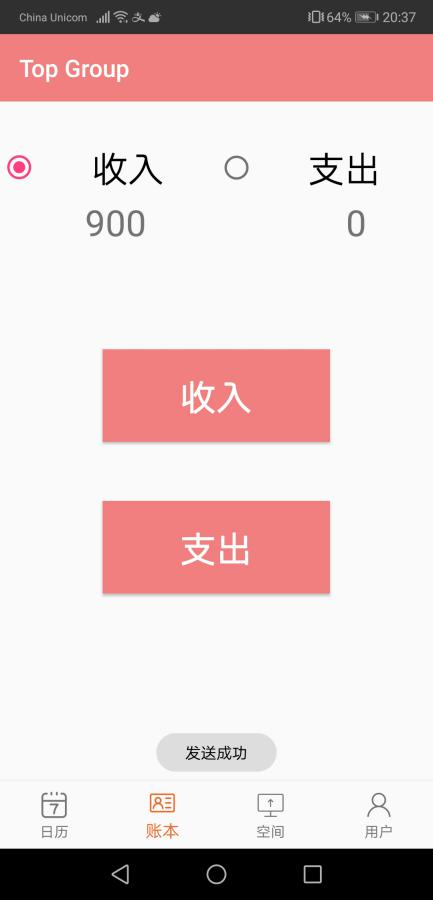 China Unicom 64% 20:37
Top Group
收入 支出
900 0
收入
支出
发送成功
7
日历 账本 空间 用户